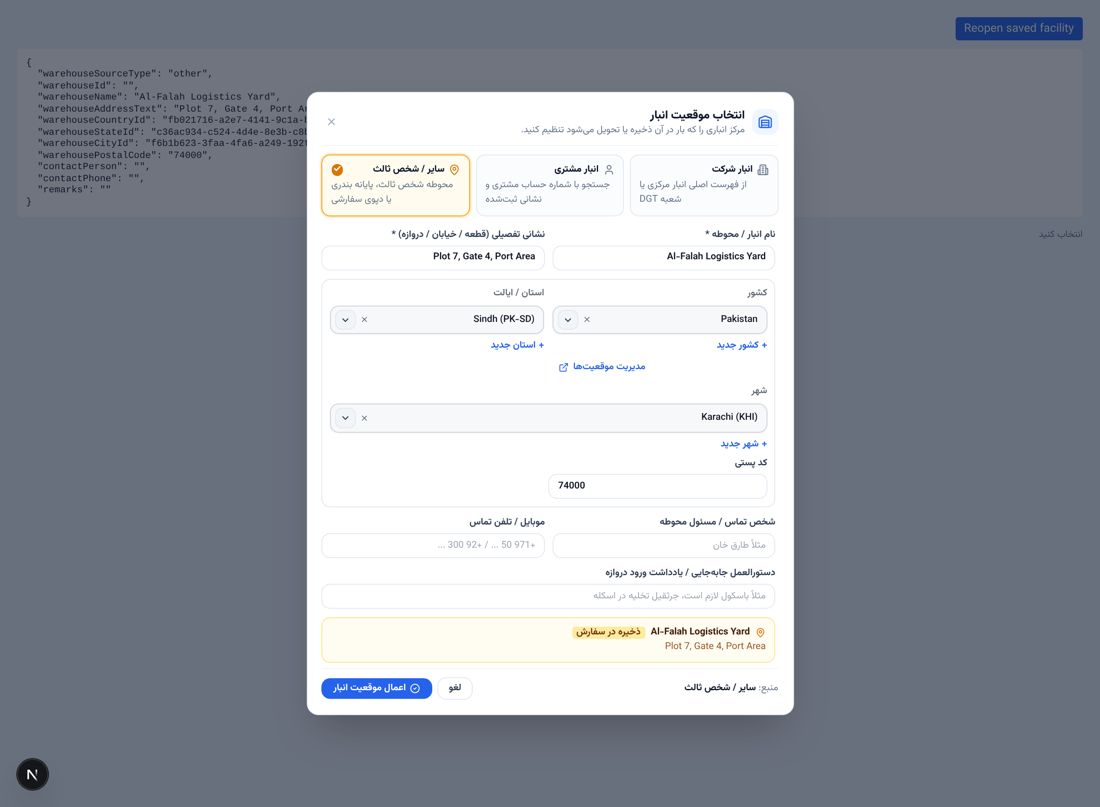 Reopen saved facility
{
"warehouseSourceType": "other",
"warehouseId": "",
"warehouseName": "Al-Falah Logistics Yard",
"warehouseAddressText": "Plot 7, Gate 4, Port
"warehouseCountryId": "fb021716-a2e7-4141-9c1a-
"warehouseStateId": "c36ac934-c524-4d4e-8e3b-
"warehouseCityId": "f6b1b623-3faa-4fa6-a249-
"warehousePostalCode": "74000",
"contactPerson": "",
"contactPhone": "",
"remarks": ""
}
انتخاب کنید
انتخاب موقعیت انبار
مرکز انباری را که بار در آن ذخیره یا تحویل می‌شود تنظیم کنید.
انبار شرکت
از فهرست اصلی انبار مرکزی یا
شعبه DGT
انبار مشتری
جستجو با شماره حساب مشتری و
نشانی ثبت‌شده
سایر / شخص ثالث
محوطه شخص ثالث، پایانه بندری
یا دپوی سفارشی
نام انبار / محوطه *
Al-Falah Logistics Yard
نشانی تفصیلی (قطعه / خیابان / دروازه) *
Plot 7, Gate 4, Port Area
کشور
Pakistan
+ کشور جدید
استان / ایالت
Sindh (PK-SD)
+ استان جدید
مدیریت موقعیت‌ها
شهر
Karachi (KHI)
+ شهر جدید
کد پستی
74000
شخص تماس / مسئول محوطه
مثلاً طارق خان
موبایل / تلفن تماس
+971 50 ... / +92 300 ...
دستورالعمل جابه‌جایی / یادداشت ورود دروازه
مثلاً باسکول لازم است، جرثقیل تخلیه در اسکله
Al-Falah Logistics Yard ذخیره در سفارش
Plot 7, Gate 4, Port Area
منبع: سایر / شخص ثالث
لغو
اعمال موقعیت انبار
N